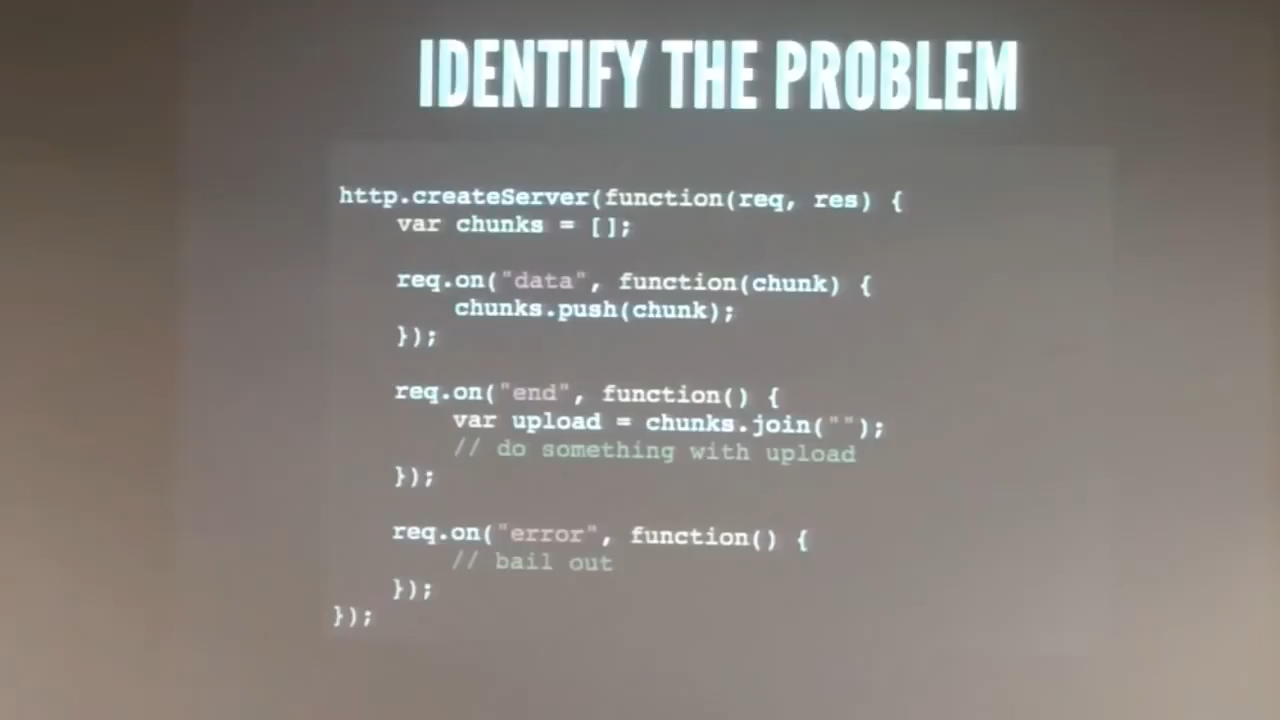 IDENTIFY THE PROBLEM
http.createServer(function(req, res) {
var chunks = [];
req.on("data", function(chunk) {
chunks.push(chunk);
});
req.on("end", function() {
var upload = chunks.join("");
// do something with upload
});
req.on("error", function() {
// bail out
});
});